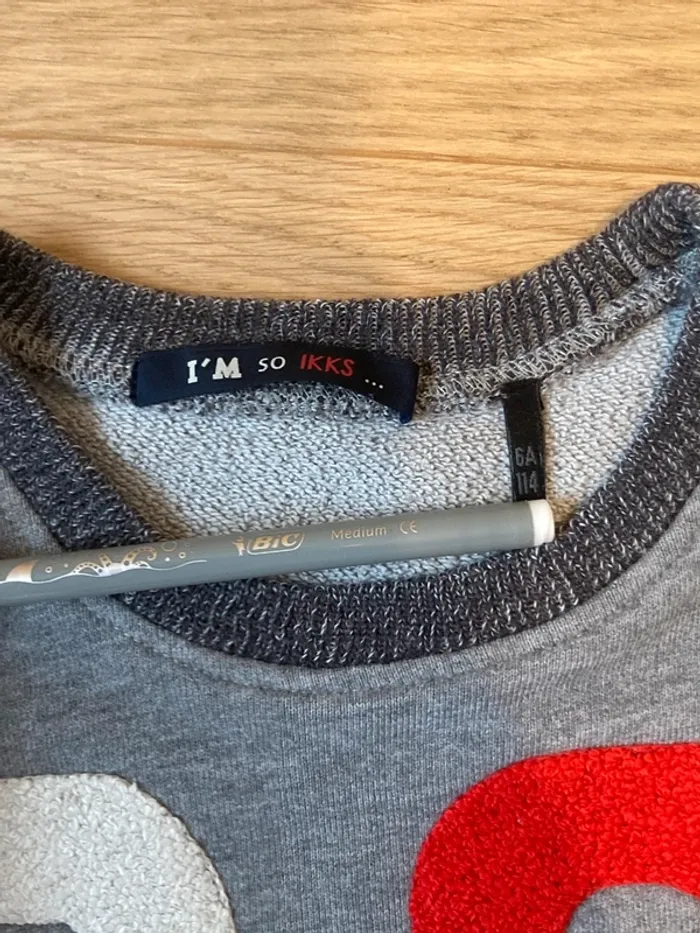 I'M SO IKKS ...
6A
114
BIC Medium CE